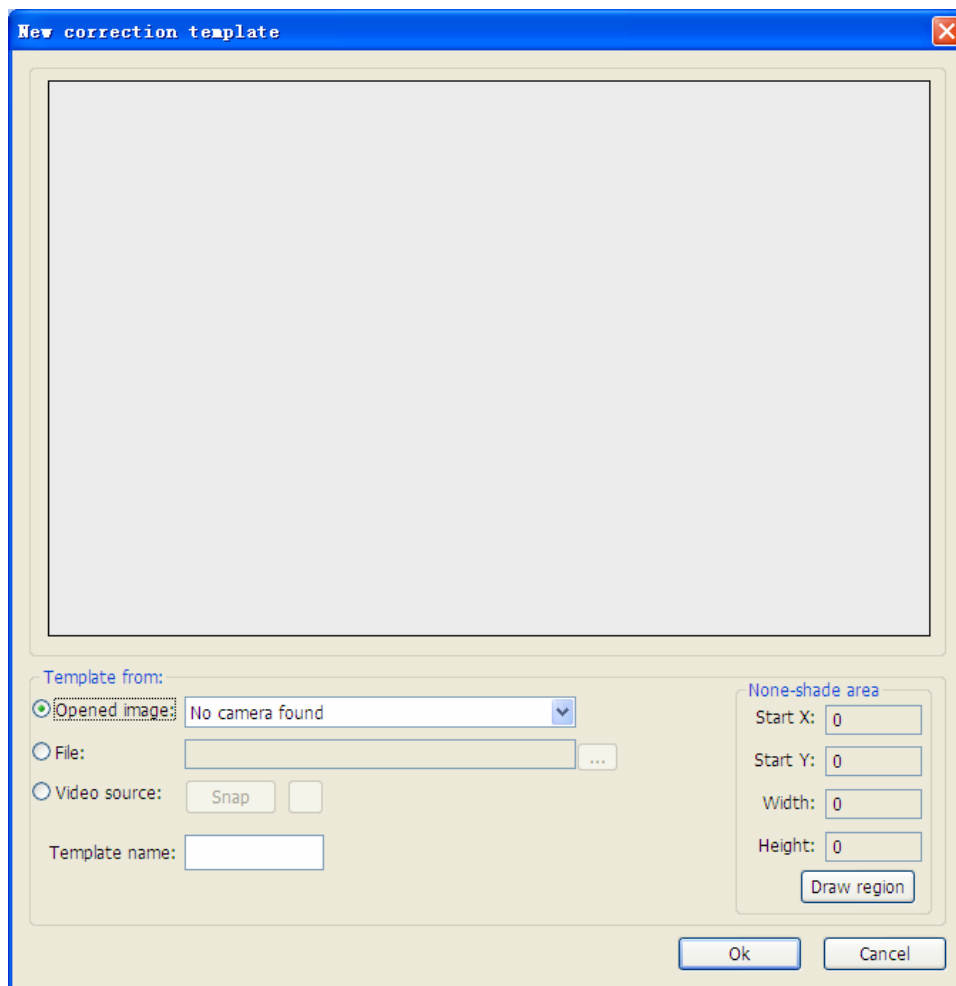 New correction template
Template from:
Opened image: No camera found
File: ...
Video source: Snap
Template name:
None-shade area
Start X: 0
Start Y: 0
Width: 0
Height: 0
Draw region
Ok Cancel